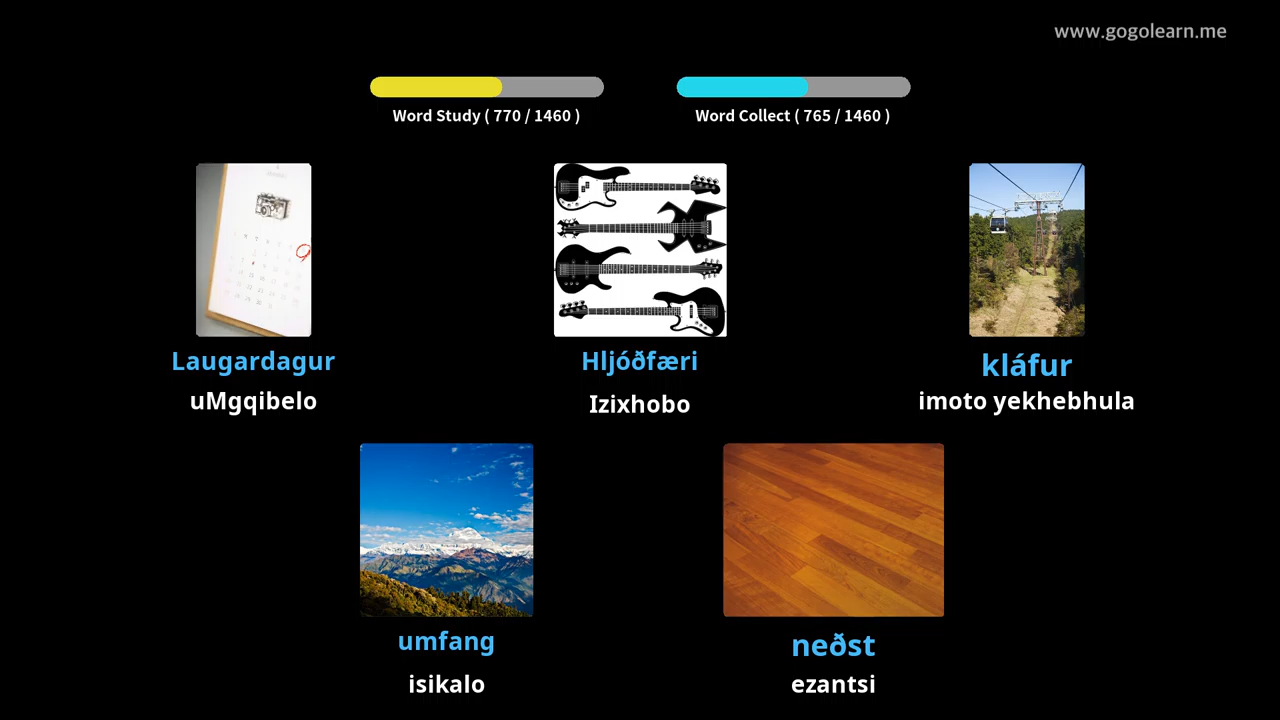 www.gogolearn.me
Word Study ( 770 / 1460 )
Word Collect ( 765 / 1460 )
Laugardagur
uMgqibelo
Hljóðfæri
Izixhobo
kláfur
imoto yekhebhula
umfang
isikalo
neðst
ezantsi